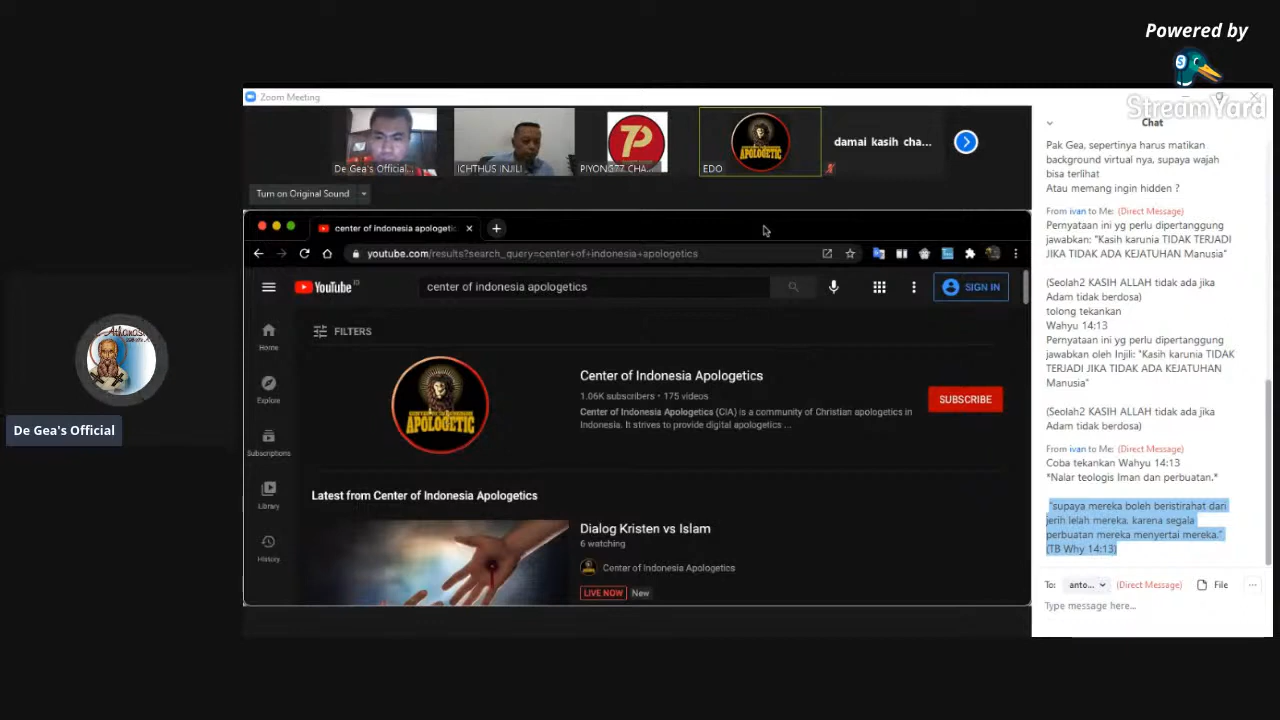 Powered by
StreamYard
De Gea's Official
Zoom Meeting
De Gea's Official...
ICHTHUS INJILI
PIYONG77 CHA...
EDO
damai kasih cha...
Turn on Original Sound
center of indonesia apologetic
youtube.com/results?search_query=center+of+indonesia+apologetics
YouTube ID
center of indonesia apologetics
SIGN IN
Home
Explore
Subscriptions
Library
History
FILTERS
APOLOGETIC
Center of Indonesia Apologetics
1.06K subscribers • 175 videos
Center of Indonesia Apologetics (CIA) is a community of Christian apologetics in
Indonesia. It strives to provide digital apologetics ...
SUBSCRIBE
Latest from Center of Indonesia Apologetics
Dialog Kristen vs Islam
6 watching
Center of Indonesia Apologetics
LIVE NOW New
Chat
Pak Gea, sepertinya harus matikan
background virtual nya, supaya wajah
bisa terlihat
Atau memang ingin hidden ?
From ivan to Me: (Direct Message)
Pernyataan ini yg perlu dipertanggung
jawabkan: "Kasih karunia TIDAK TERJADI
JIKA TIDAK ADA KEJATUHAN Manusia"
(Seolah2 KASIH ALLAH tidak ada jika
Adam tidak berdosa)
tolong tekankan
Wahyu 14:13
Pernyataan ini yg perlu dipertanggung
jawabkan oleh Injili: "Kasih karunia TIDAK
TERJADI JIKA TIDAK ADA KEJATUHAN
Manusia"
(Seolah2 KASIH ALLAH tidak ada jika
Adam tidak berdosa)
From ivan to Me: (Direct Message)
Coba tekankan Wahyu 14:13
*Nalar teologis Iman dan perbuatan.*
"supaya mereka boleh beristirahat dari
jerih lelah mereka, karena segala
perbuatan mereka menyertai mereka."
(TB Why 14:13)
To: anto... (Direct Message) File ...
Type message here...